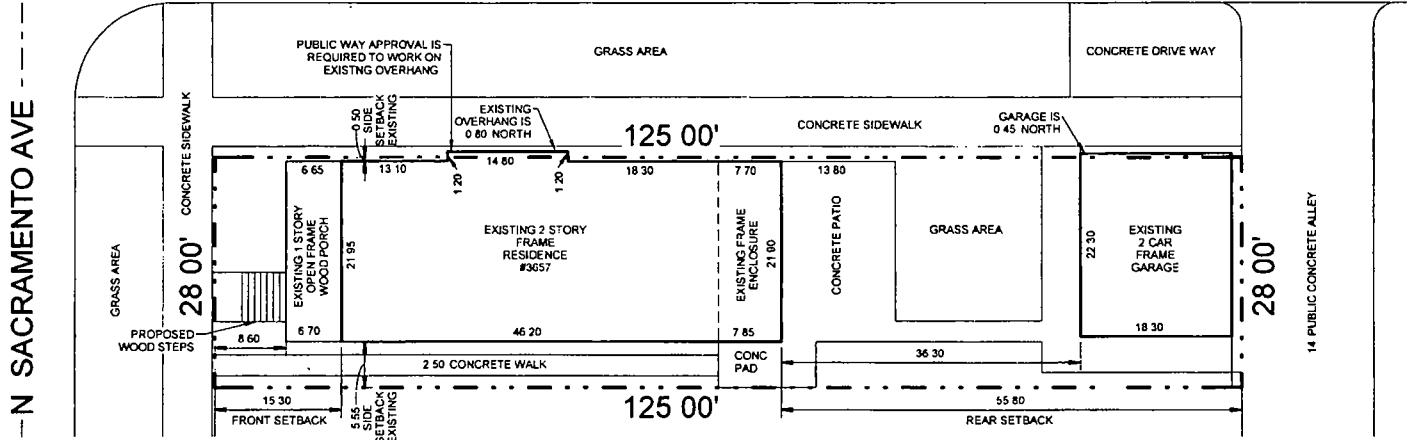 N SACRAMENTO AVE
PUBLIC WAY APPROVAL IS
REQUIRED TO WORK ON
EXISTNG OVERHANG
GRASS AREA
CONCRETE DRIVE WAY
CONCRETE SIDEWALK
0 50
SIDE
SETBACK
EXISTING
EXISTING
OVERHANG IS
0 80 NORTH
125 00'
CONCRETE SIDEWALK
GARAGE IS
0 45 NORTH
6 65
13 10
14 80
1 20
1 20
18 30
7 70
13 80
GRASS AREA
28 00'
EXISTING 1 STORY
OPEN FRAME
WOOD PORCH
21 95
EXISTING 2 STORY
FRAME
RESIDENCE
#3657
EXISTING FRAME
ENCLOSURE
21 90
CONCRETE PATIO
GRASS AREA
22 30
EXISTING
2 CAR
FRAME
GARAGE
28 00'
14 PUBLIC CONCRETE ALLEY
PROPOSED
WOOD STEPS
8 60
6 70
46 20
7 85
18 30
2 50 CONCRETE WALK
CONC
PAD
36 30
15 30
FRONT SETBACK
5 55
SIDE
SETBACK
EXISTING
125 00'
55 80
REAR SETBACK